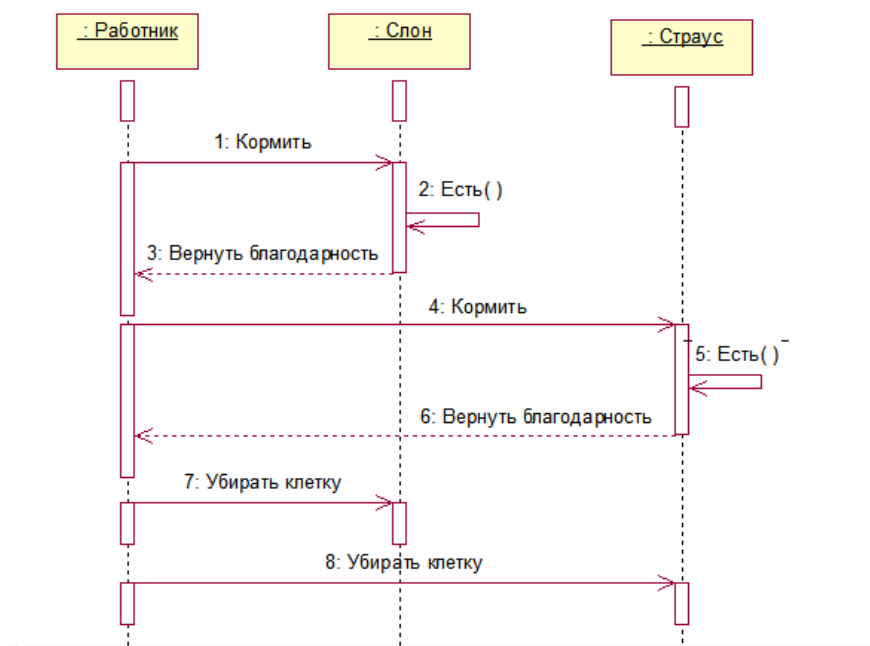 _: Работник
_: Слон
_: Страус
1: Кормить
2: Есть( )
3: Вернуть благодарность
4: Кормить
5: Есть( )
6: Вернуть благодарность
7: Убирать клетку
8: Убирать клетку